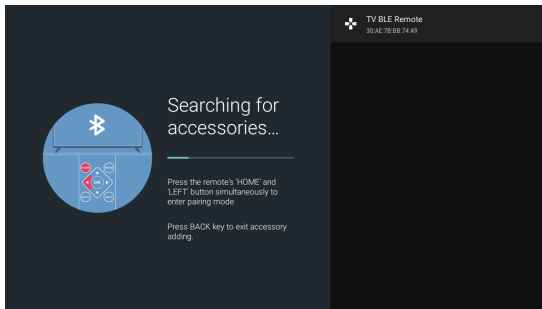 Searching for
accessories...
Press the remote's 'HOME' and
'LEFT' button simultaneously to
enter pairing mode
Press BACK key to exit accessory
adding.
OK
TV BLE Remote
30:AE:7B:BB:74:49